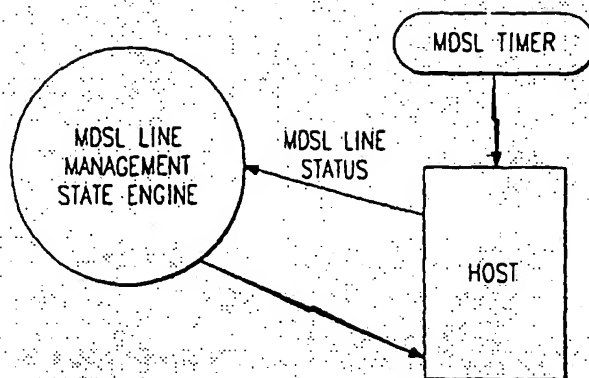 MDSL TIMER
MDSL LINE
MANAGEMENT
STATE ENGINE
MDSL LINE
STATUS
HOST